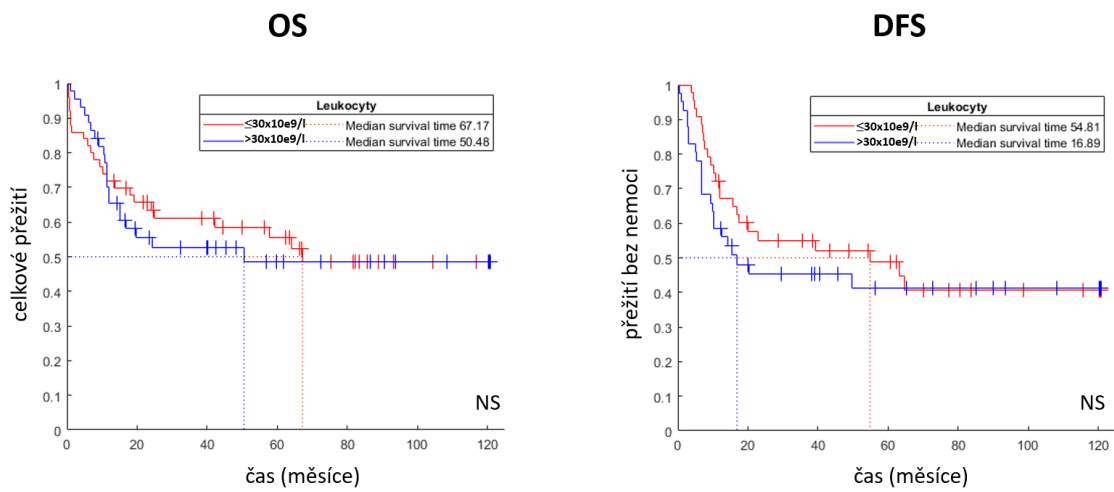 OS
Leukocyty
≤30x10e9/l Median survival time 67.17
>30x10e9/l Median survival time 50.48
1
0.9
0.8
0.7
0.6
0.5
0.4
0.3
0.2
0.1
0
celkové přežití
NS
0 20 40 60 80 100 120
čas (měsíce)
DFS
Leukocyty
≤30x10e9/l Median survival time 54.81
>30x10e9/l Median survival time 16.89
1
0.9
0.8
0.7
0.6
0.5
0.4
0.3
0.2
0.1
0
přežití bez nemoci
NS
0 20 40 60 80 100 120
čas (měsíce)